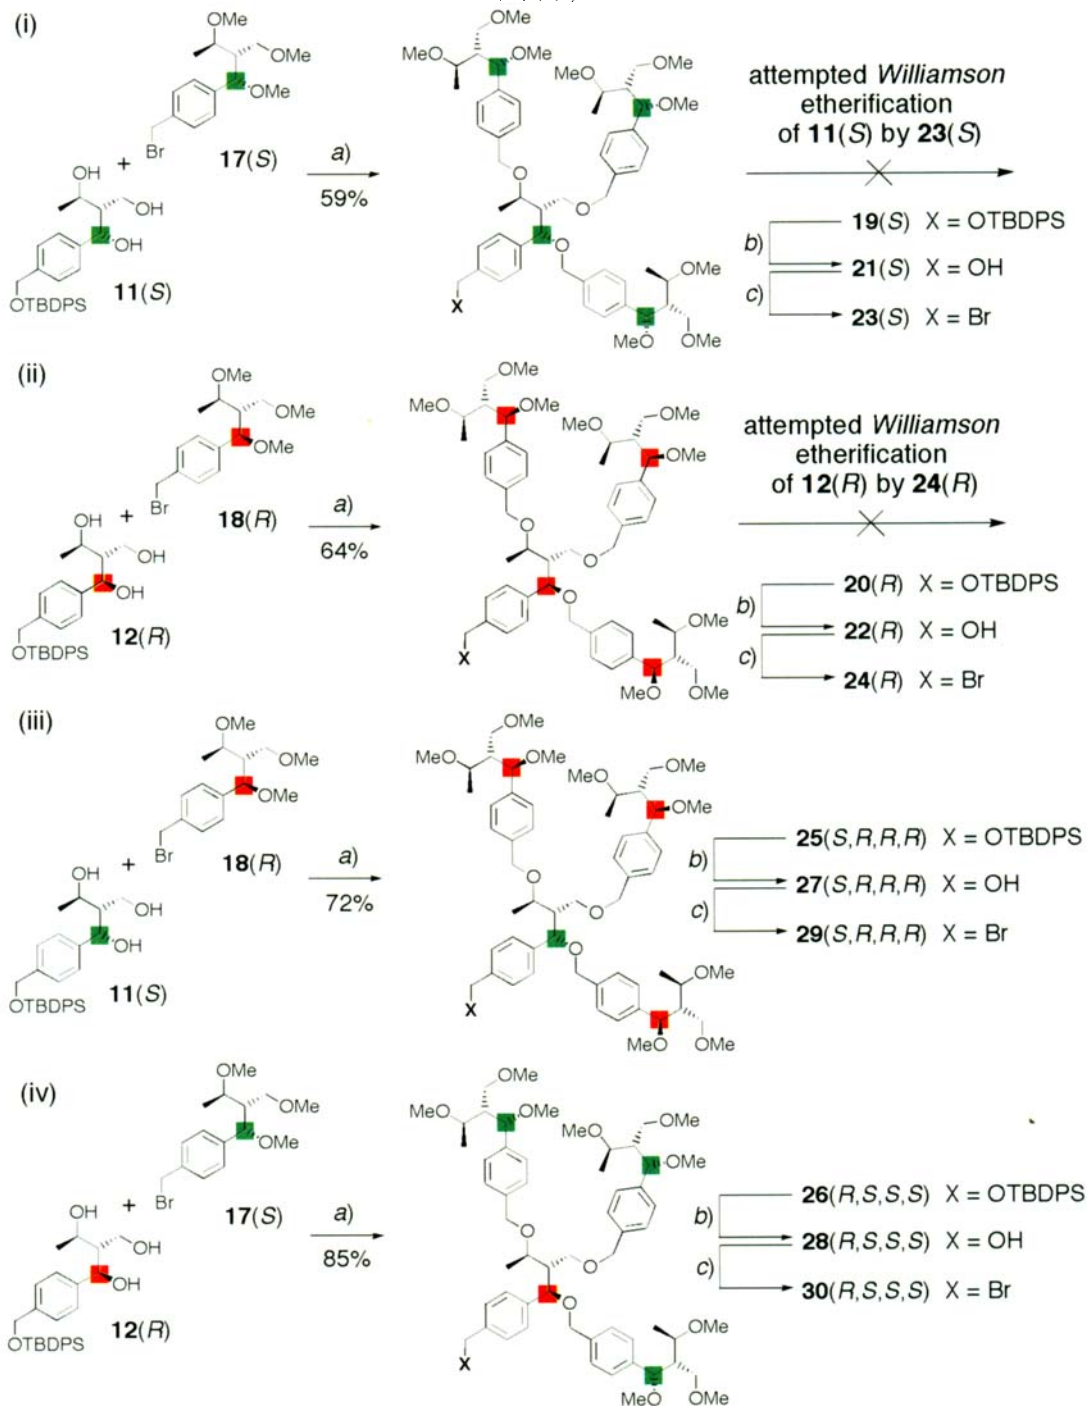 (i)
OMe
OMe
OMe
Br
17(S)
+
OH
OH
OH
OTBDPS
11(S)
a)
59%
OMe
MeO
OMe
MeO
OMe
OMe
O
O
O
X
OMe
MeO
OMe
attempted Williamson
etherification
of 11(S) by 23(S)
19(S) X = OTBDPS
b)
21(S) X = OH
c)
23(S) X = Br
(ii)
OMe
OMe
OMe
Br
18(R)
+
OH
OH
OH
OTBDPS
12(R)
a)
64%
OMe
MeO
OMe
MeO
OMe
OMe
O
O
O
X
OMe
MeO
OMe
attempted Williamson
etherification
of 12(R) by 24(R)
20(R) X = OTBDPS
b)
22(R) X = OH
c)
24(R) X = Br
(iii)
OMe
OMe
OMe
Br
18(R)
+
OH
OH
OH
OTBDPS
11(S)
a)
72%
OMe
MeO
OMe
MeO
OMe
OMe
O
O
O
X
OMe
MeO
OMe
25(S,R,R,R) X = OTBDPS
b)
27(S,R,R,R) X = OH
c)
29(S,R,R,R) X = Br
(iv)
OMe
OMe
OMe
Br
17(S)
+
OH
OH
OH
OTBDPS
12(R)
a)
85%
OMe
MeO
OMe
MeO
OMe
OMe
O
O
O
X
OMe
MeO
OMe
26(R,S,S,S) X = OTBDPS
b)
28(R,S,S,S) X = OH
c)
30(R,S,S,S) X = Br